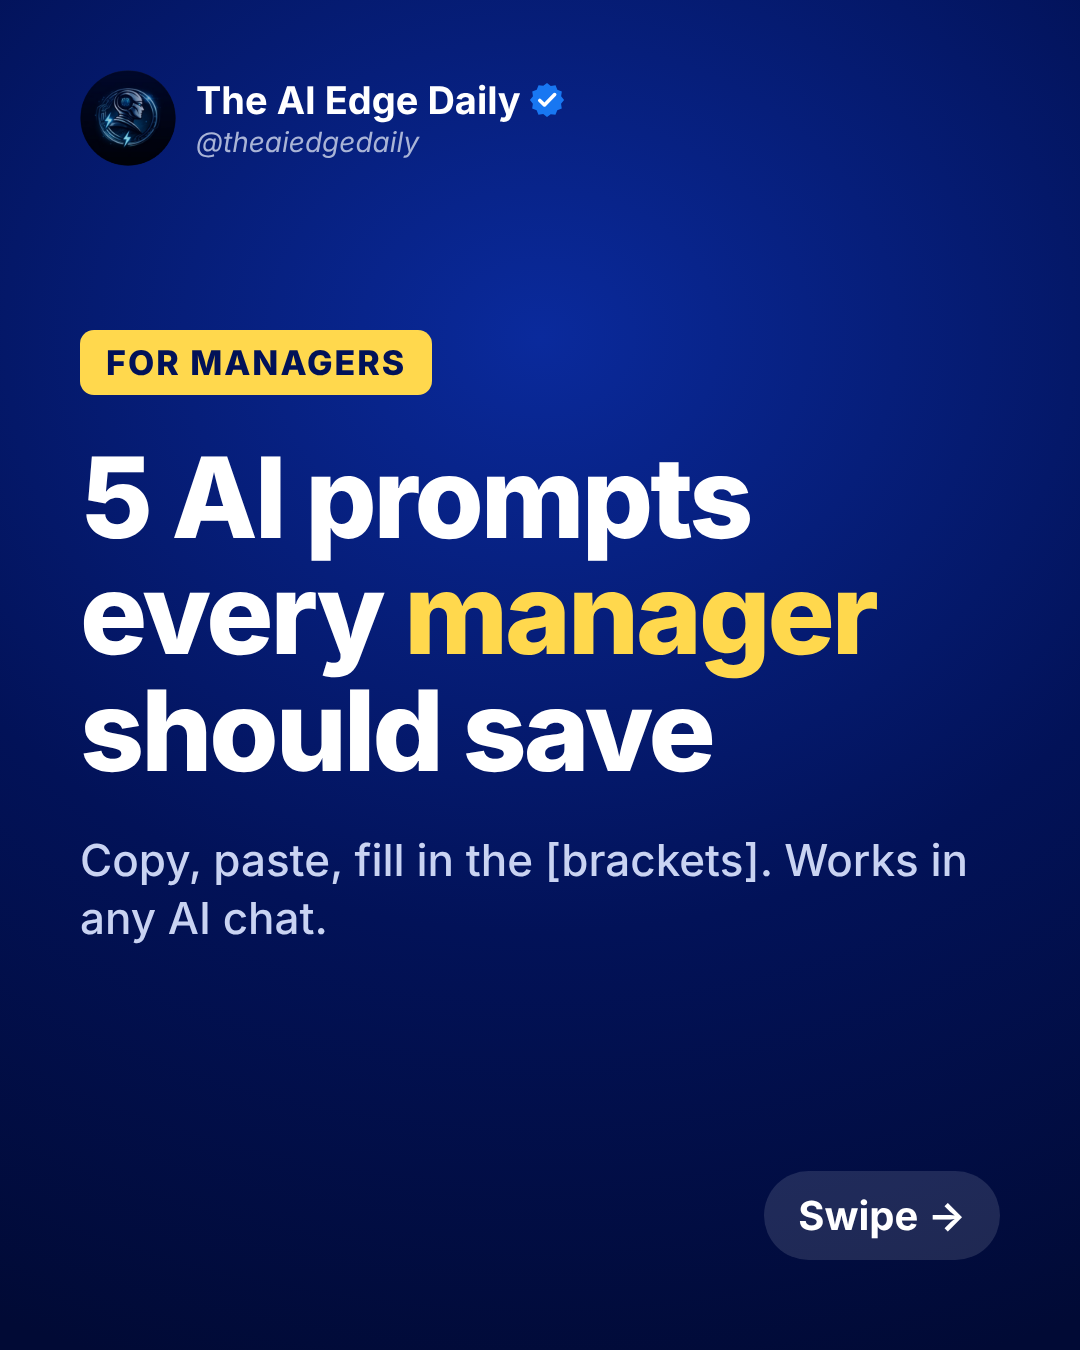 The AI Edge Daily
@theaiedgedaily
FOR MANAGERS
5 AI prompts
every manager
should save
Copy, paste, fill in the [brackets]. Works in
any AI chat.
Swipe →